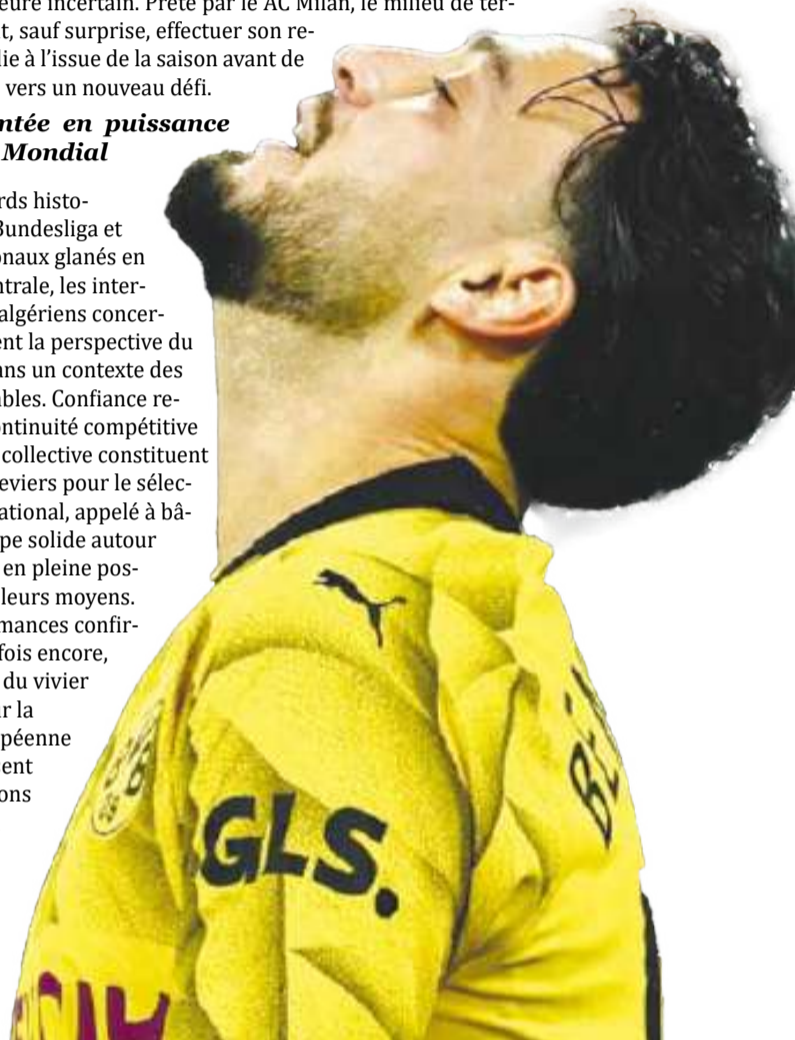 eure incertain. Prêté par le AC Milan, le milieu de ter-
t, sauf surprise, effectuer son re-
lie à l'issue de la saison avant de
vers un nouveau défi.
ntée en puissance
Mondial
rds histo-
Bundesliga et
onaux glanés en
ntrale, les inter-
algériens concer-
ent la perspective du
ans un contexte des
bles. Confiance re-
ontinuité compétitive
collective constituent
eviers pour le sélec-
ational, appelé à bâ-
pe solide autour
en pleine pos-
leurs moyens.
mances confir-
fois encore,
du vivier
r la
péenne
ent
ons
GLS.